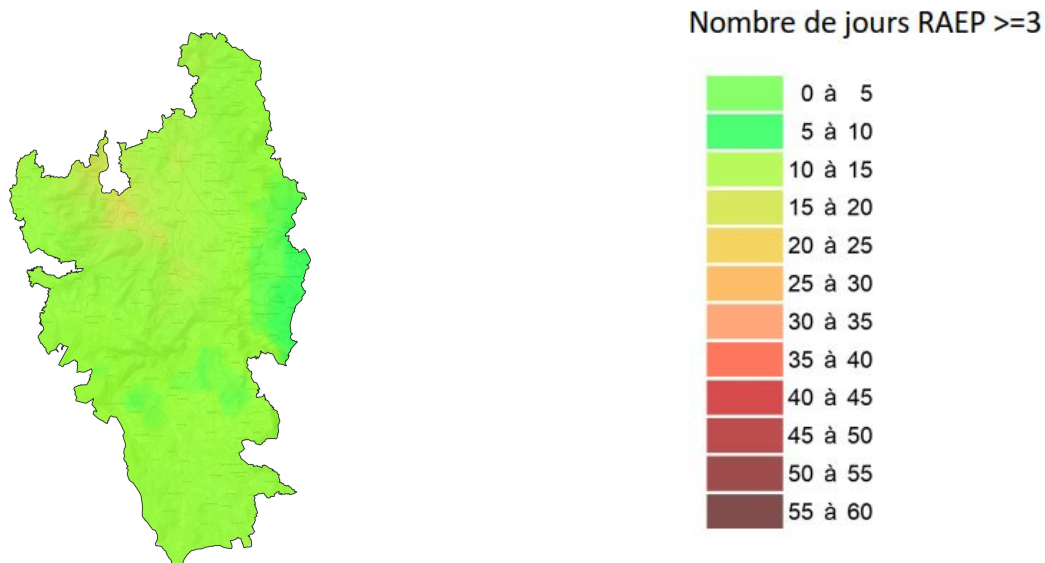 Nombre de jours RAEP >=3
0 à 5
5 à 10
10 à 15
15 à 20
20 à 25
25 à 30
30 à 35
35 à 40
40 à 45
45 à 50
50 à 55
55 à 60